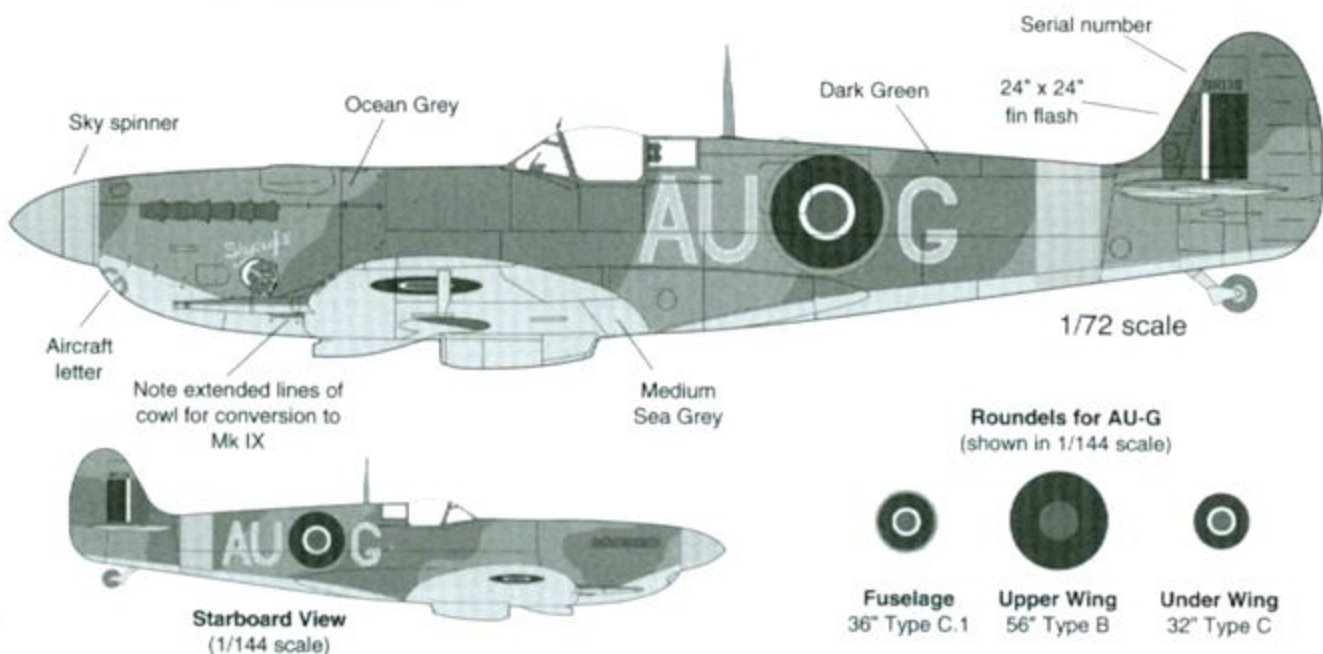 Serial number
24" x 24"
fin flash
Dark Green
Ocean Grey
Sky spinner
AU G
1/72 scale
Aircraft
letter
Note extended lines of
cowl for conversion to
Mk IX
Medium
Sea Grey
Roundels for AU-G
(shown in 1/144 scale)
AU G
Fuselage
36" Type C.1
Upper Wing
56" Type B
Under Wing
32" Type C
Starboard View
(1/144 scale)